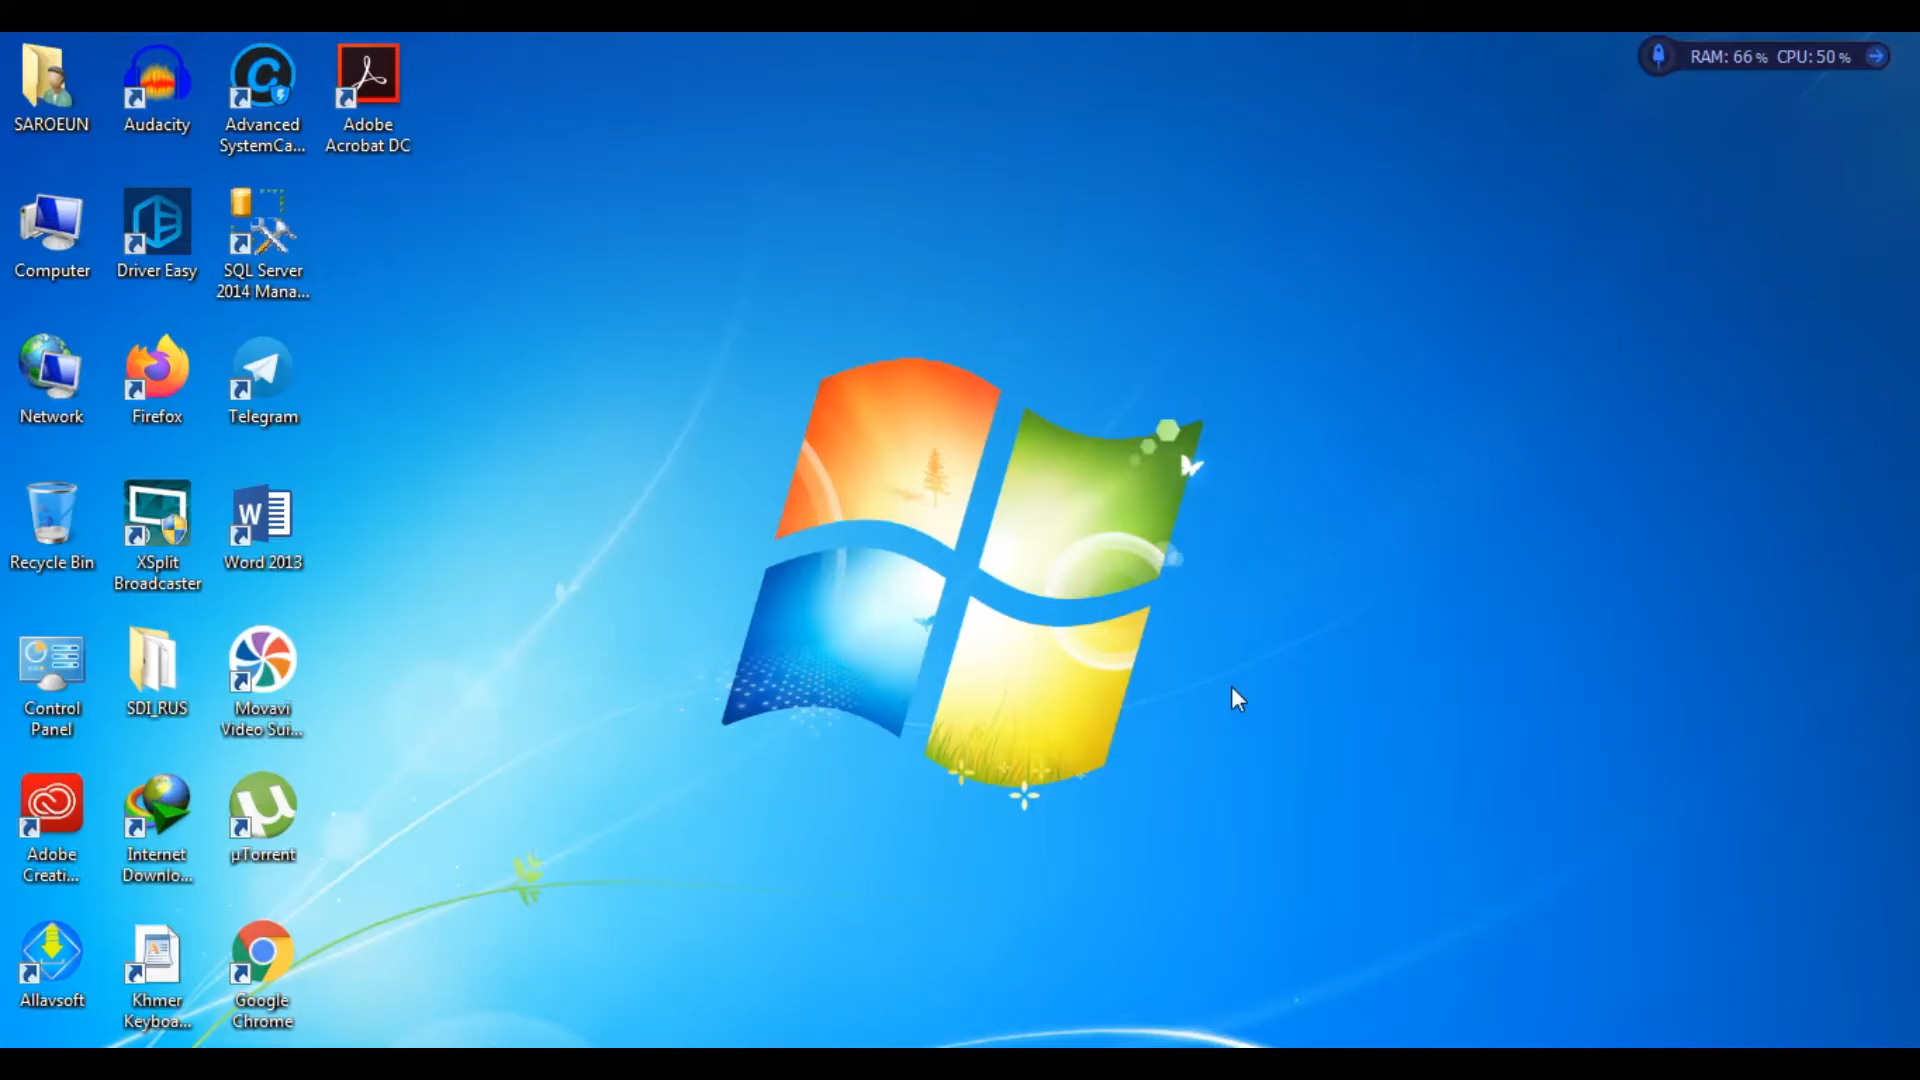 SAROEUN
Audacity
Advanced
SystemCa...
Adobe
Acrobat DC
RAM: 66% CPU: 50%
Computer
Driver Easy
SQL Server
2014 Mana...
Network
Firefox
Telegram
Recycle Bin
XSplit
Broadcaster
W
Word 2013
Control
Panel
SDI_RUS
Movavi
Video Sui...
Adobe
Creati...
Internet
Downlo...
µTorrent
Allavsoft
Khmer
Keyboa...
Google
Chrome